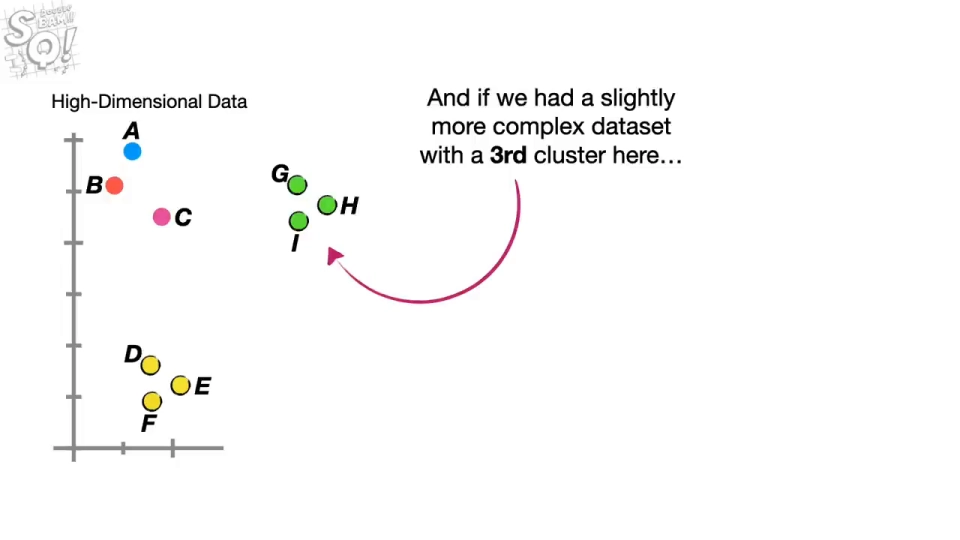 High-Dimensional Data
And if we had a slightly
more complex dataset
with a 3rd cluster here…
A
B
C
G
H
I
D
E
F